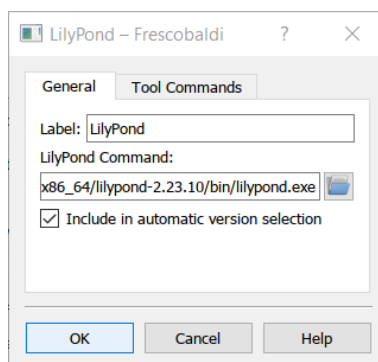 LilyPond – Frescobaldi ? ×
General Tool Commands
Label: LilyPond
LilyPond Command:
x86_64/lilypond-2.23.10/bin/lilypond.exe
Include in automatic version selection
OK Cancel Help